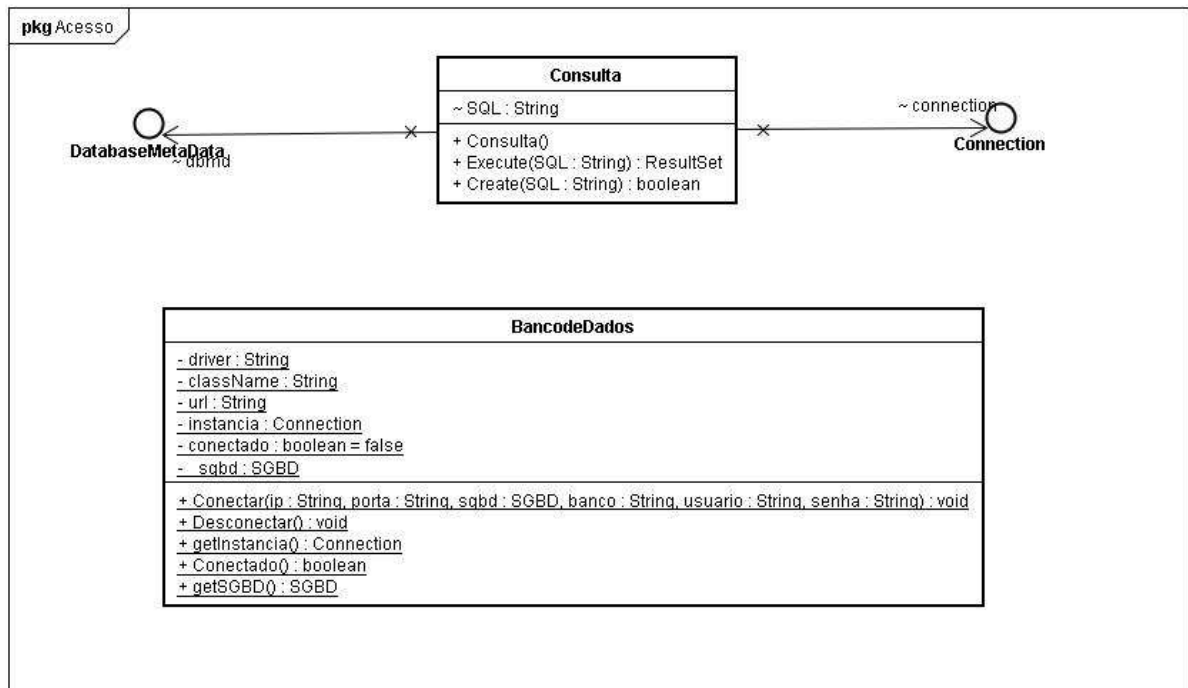 pkg Acesso
Consulta
~ SQL : String
+ Consulta()
+ Execute(SQL : String) : ResultSet
+ Create(SQL : String) : boolean
DatabaseMetaData
~ dbmd
~ connection
Connection
BancodeDados
- driver : String
- className : String
- url : String
- instancia : Connection
- conectado : boolean = false
- _sgbd : SGBD
+ Conectar(ip : String, porta : String, sgbd : SGBD, banco : String, usuario : String, senha : String) : void
+ Desconectar() : void
+ getInstancia() : Connection
+ Conectado() : boolean
+ getSGBD() : SGBD